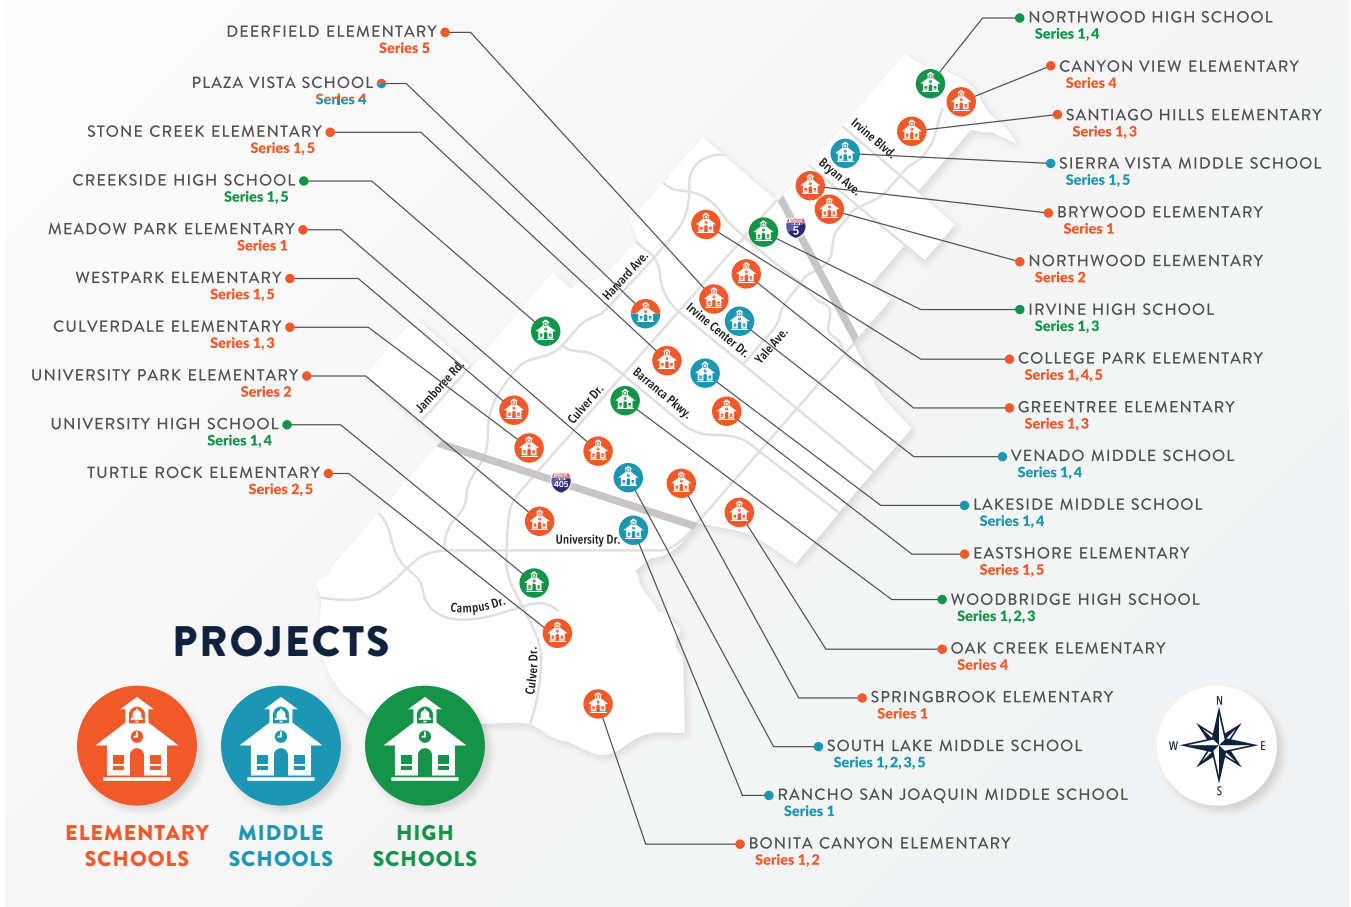 DEERFIELD ELEMENTARY
Series 5
PLAZA VISTA SCHOOL
Series 4
STONE CREEK ELEMENTARY
Series 1, 5
CREEKSIDE HIGH SCHOOL
Series 1, 5
MEADOW PARK ELEMENTARY
Series 1
WESTPARK ELEMENTARY
Series 1, 5
CULVERDALE ELEMENTARY
Series 1, 3
UNIVERSITY PARK ELEMENTARY
Series 2
UNIVERSITY HIGH SCHOOL
Series 1, 4
TURTLE ROCK ELEMENTARY
Series 2, 5
NORTHWOOD HIGH SCHOOL
Series 1, 4
CANYON VIEW ELEMENTARY
Series 4
SANTIAGO HILLS ELEMENTARY
Series 1, 3
SIERRA VISTA MIDDLE SCHOOL
Series 1, 5
BRYWOOD ELEMENTARY
Series 1
NORTHWOOD ELEMENTARY
Series 2
IRVINE HIGH SCHOOL
Series 1, 3
COLLEGE PARK ELEMENTARY
Series 1, 4, 5
GREENTREE ELEMENTARY
Series 1, 3
VENADO MIDDLE SCHOOL
Series 1, 4
LAKESIDE MIDDLE SCHOOL
Series 1, 4
EASTSHORE ELEMENTARY
Series 1, 5
WOODBRIDGE HIGH SCHOOL
Series 1, 2, 3
OAK CREEK ELEMENTARY
Series 4
SPRINGBROOK ELEMENTARY
Series 1
SOUTH LAKE MIDDLE SCHOOL
Series 1, 2, 3, 5
RANCHO SAN JOAQUIN MIDDLE SCHOOL
Series 1
BONITA CANYON ELEMENTARY
Series 1, 2
Irvine Blvd.
Bryan Ave.
5
Harvard Ave.
Irvine Center Dr.
Yale Ave.
Jamboree Rd.
Culver Dr.
Barranca Pkwy.
405
University Dr.
Campus Dr.
Culver Dr.
PROJECTS
ELEMENTARY
SCHOOLS
MIDDLE
SCHOOLS
HIGH
SCHOOLS
N
W
E
S